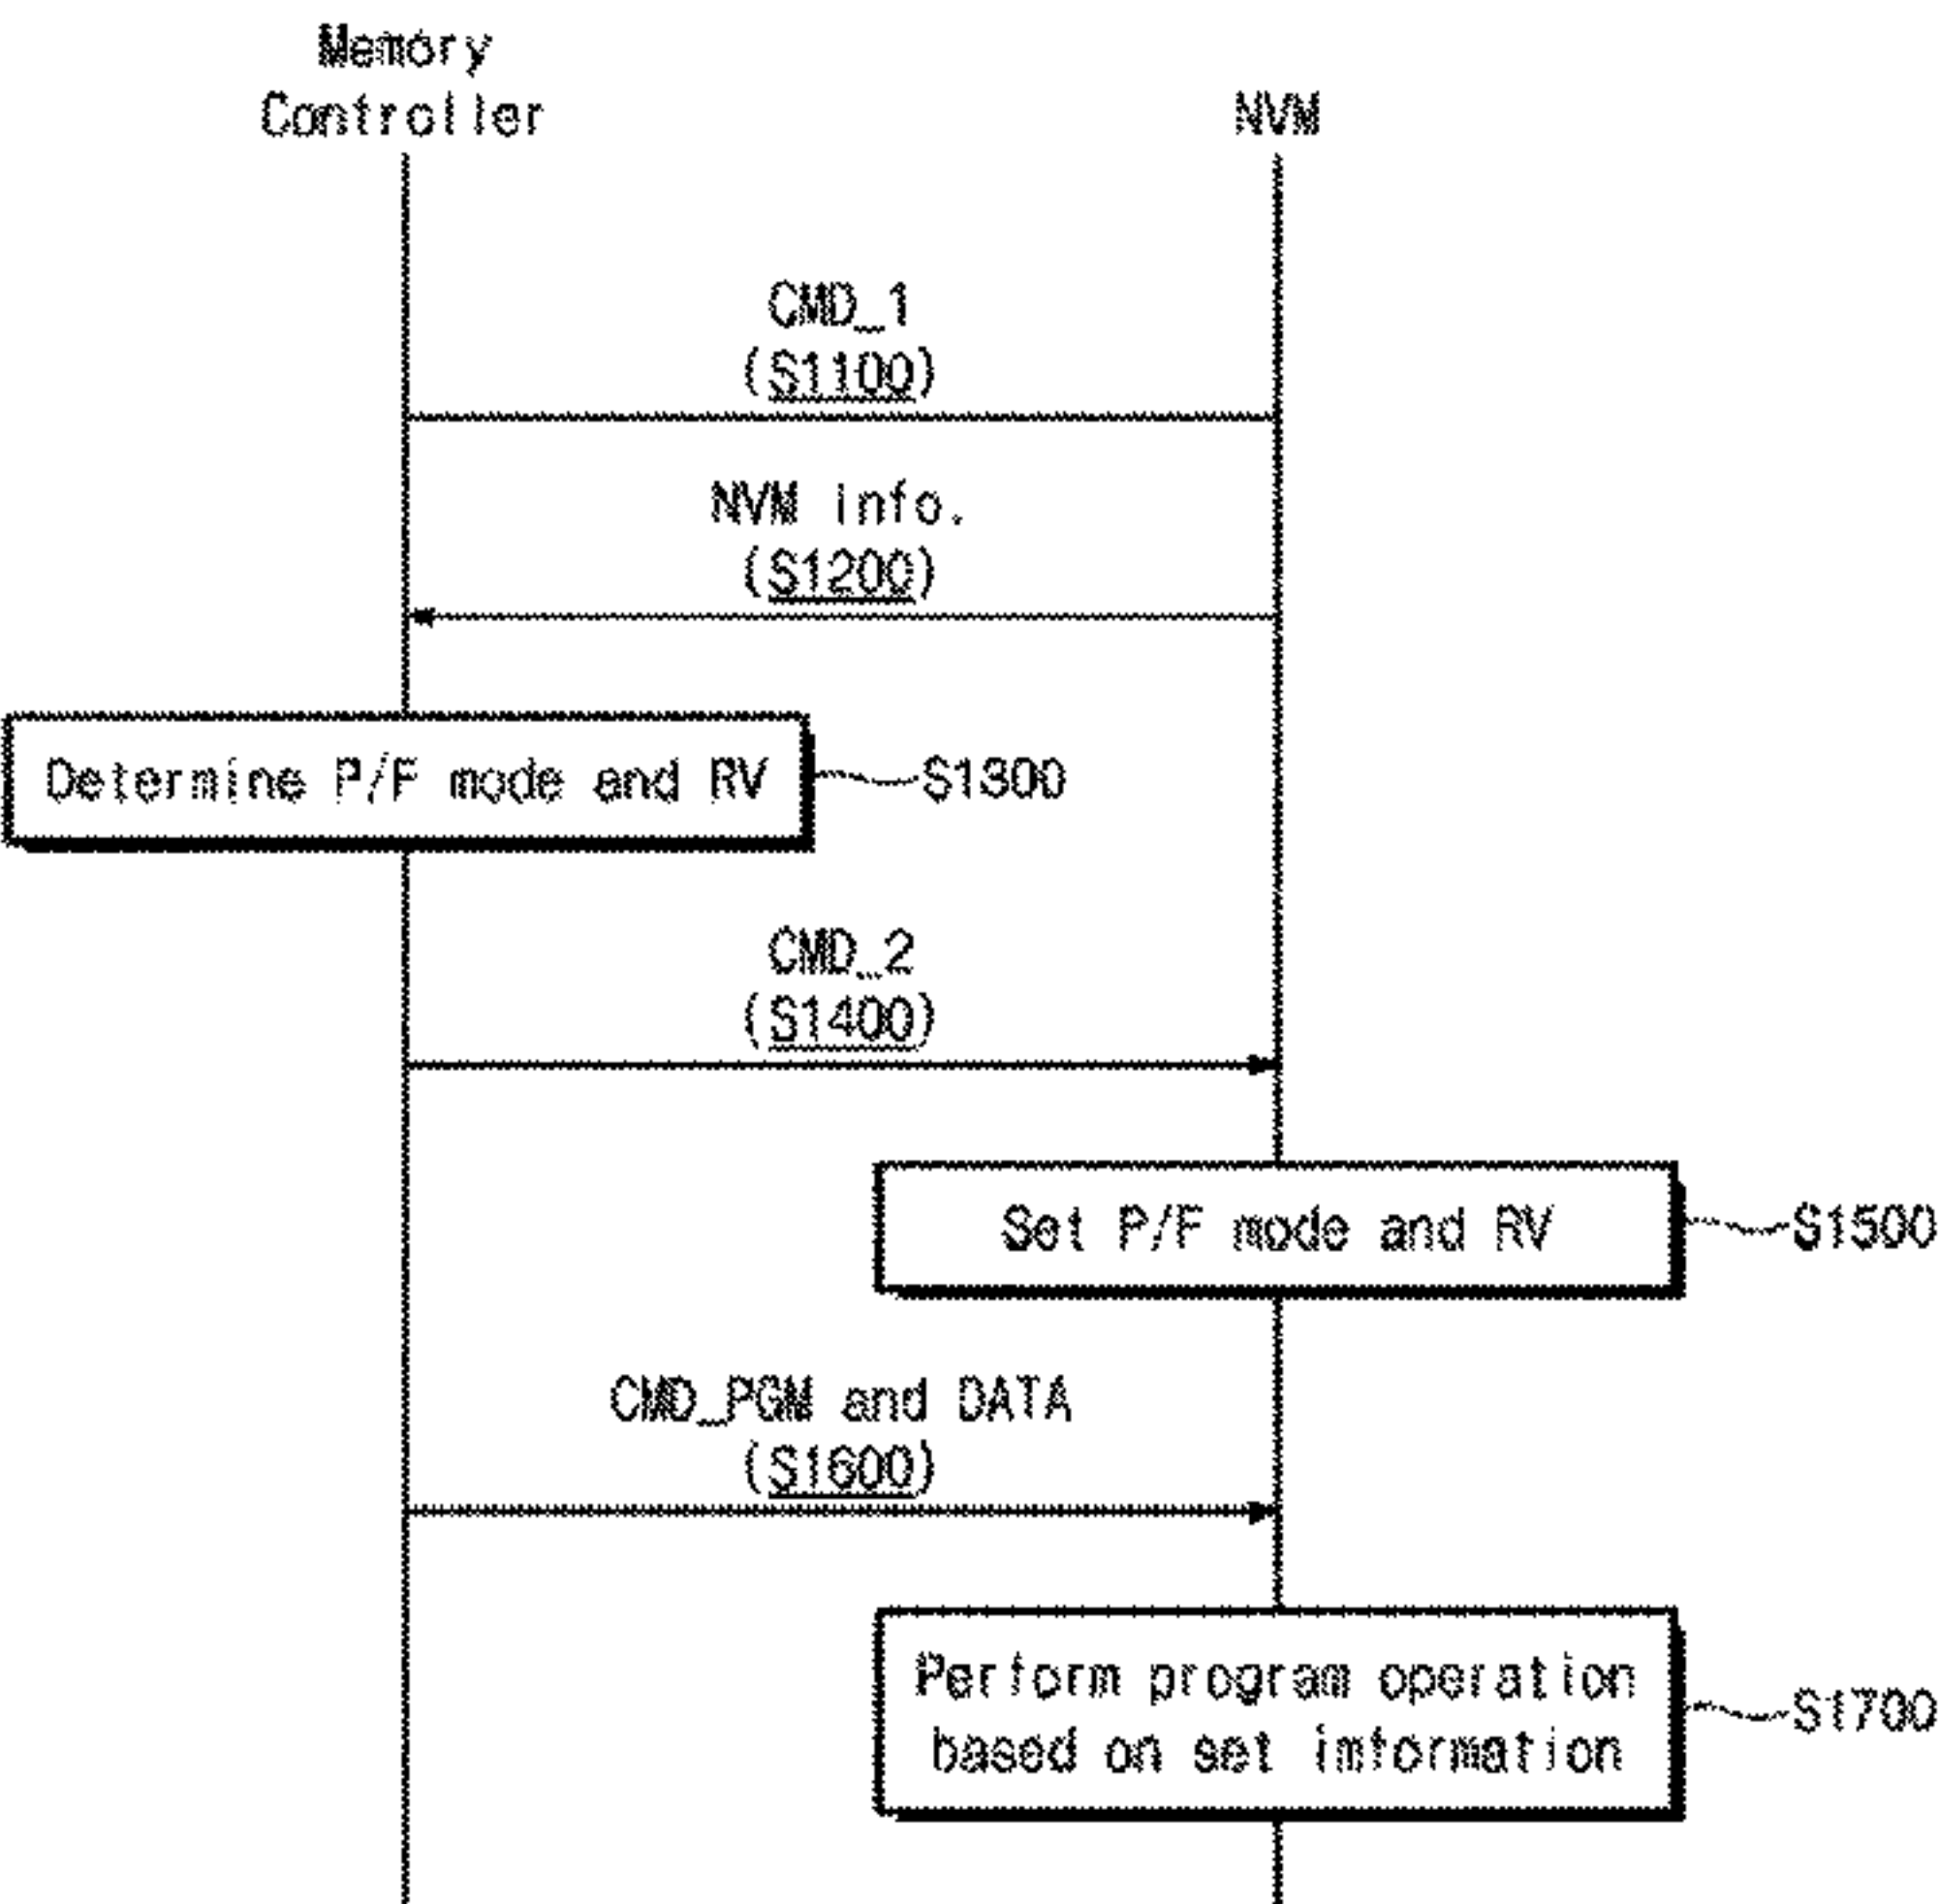 Memory
Controller
NVM
CMD_1
(S1100)
NVM info.
(S1200)
Determine P/F mode and RV
S1300
CMD_2
(S1400)
Set P/F mode and RV
S1500
CMD_PGM and DATA
(S1600)
Perform program operation
based on set imformation
S1700